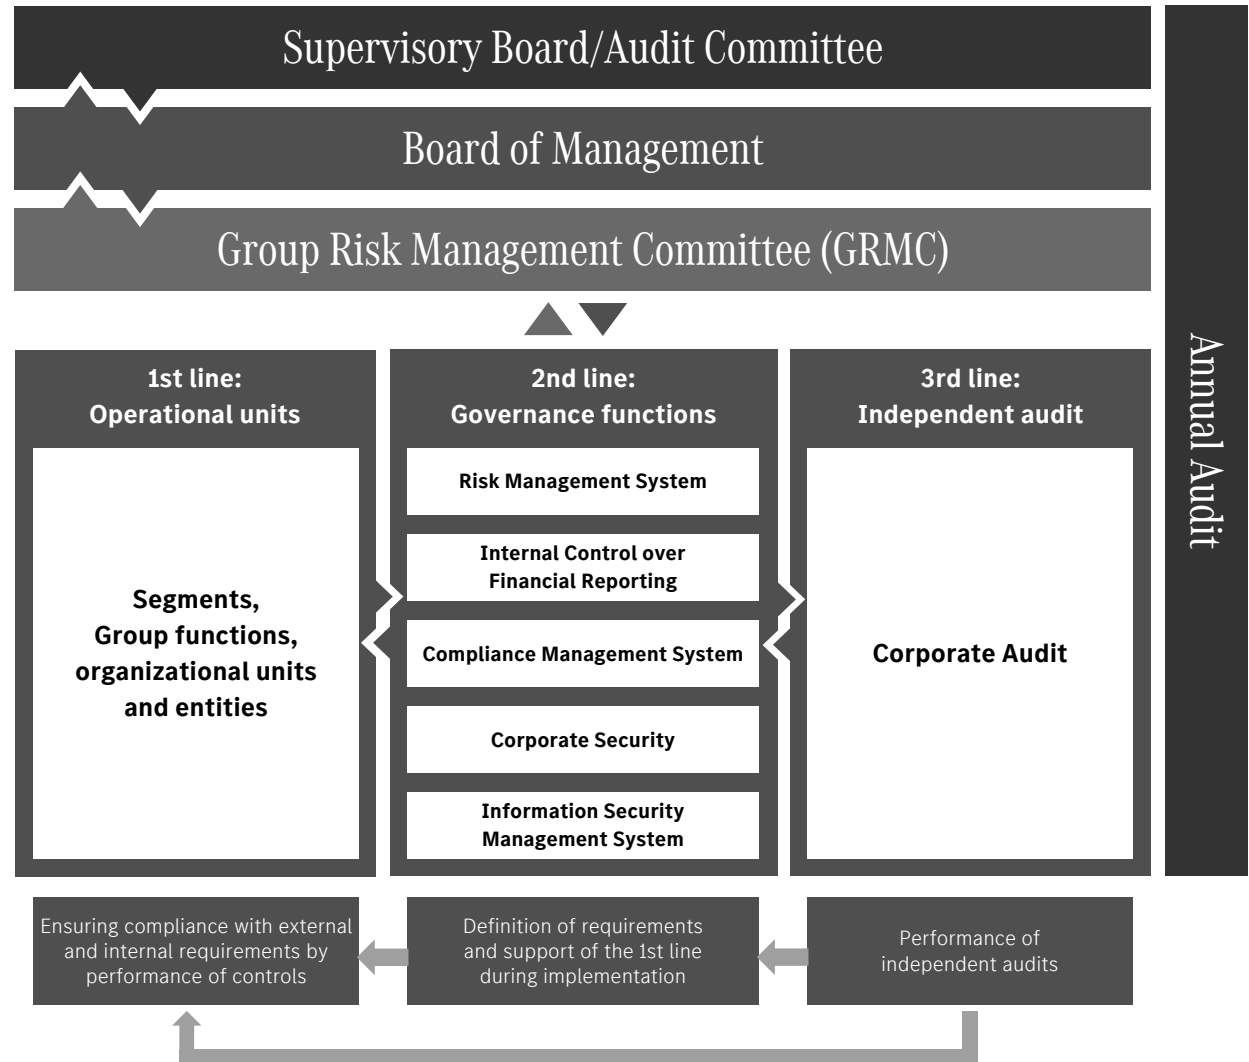 Supervisory Board/Audit Committee
Board of Management
Group Risk Management Committee (GRMC)
Annual Audit
1st line:
Operational units
Segments,
Group functions,
organizational units
and entities
2nd line:
Governance functions
Risk Management System
Internal Control over
Financial Reporting
Compliance Management System
Corporate Security
Information Security
Management System
3rd line:
Independent audit
Corporate Audit
Ensuring compliance with external
and internal requirements by
performance of controls
Definition of requirements
and support of the 1st line
during implementation
Performance of
independent audits